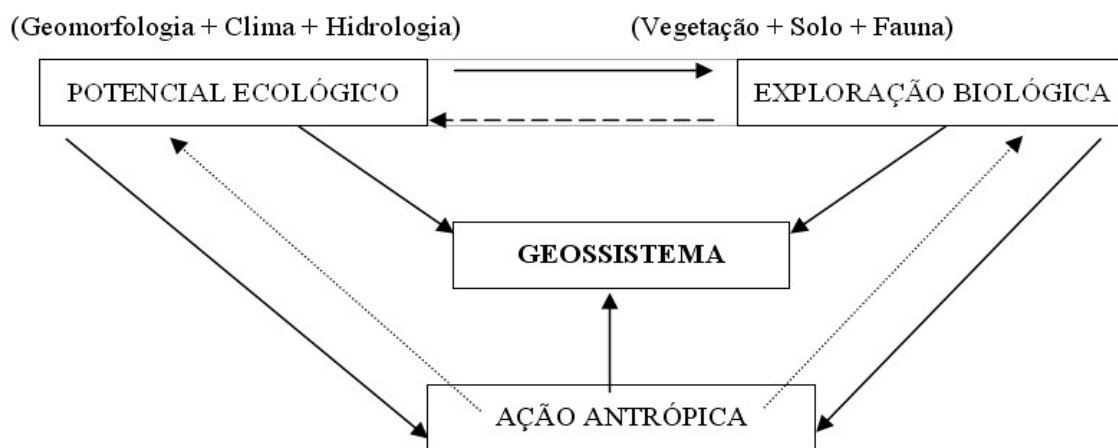 (Geomorfologia + Clima + Hidrologia)
(Vegetação + Solo + Fauna)
POTENCIAL ECOLÓGICO
EXPLORAÇÃO BIOLÓGICA
GEOSSISTEMA
AÇÃO ANTRÓPICA